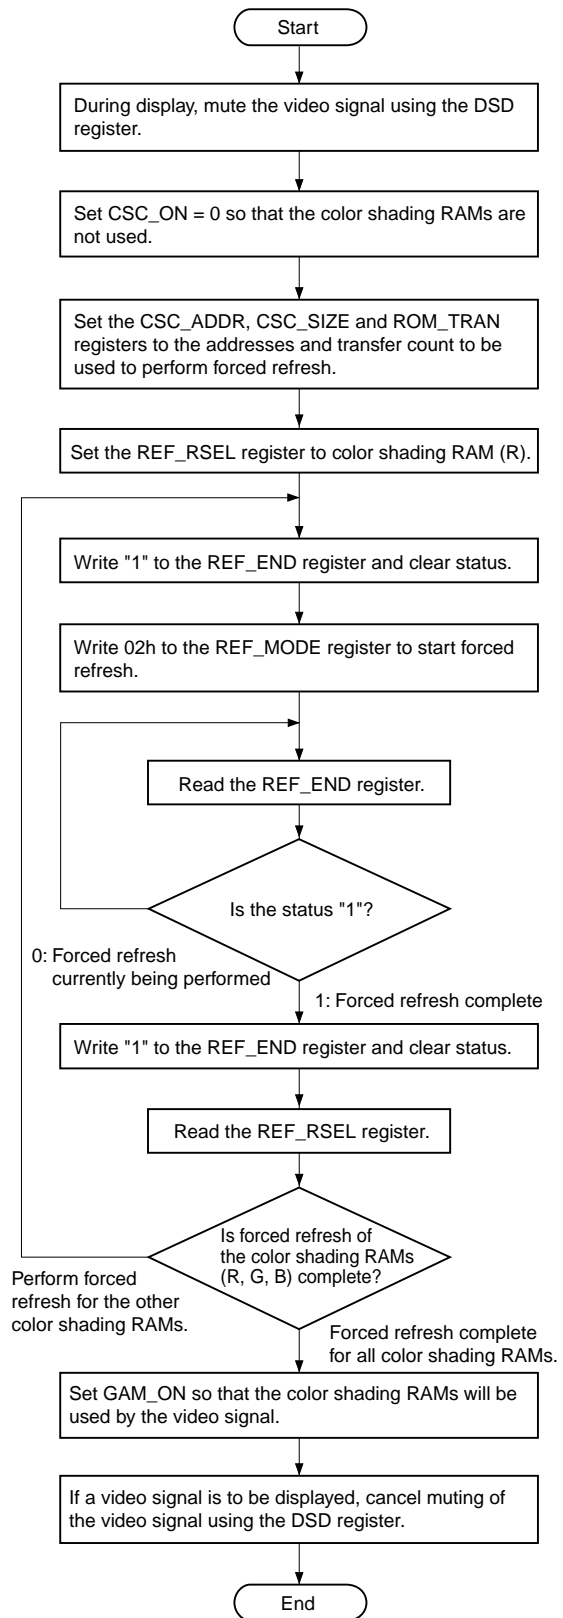 Start
During display, mute the video signal using the DSD
register.
Set CSC_ON = 0 so that the color shading RAMs are
not used.
Set the CSC_ADDR, CSC_SIZE and ROM_TRAN
registers to the addresses and transfer count to be
used to perform forced refresh.
Set the REF_RSEL register to color shading RAM (R).
Write "1" to the REF_END register and clear status.
Write 02h to the REF_MODE register to start forced
refresh.
Read the REF_END register.
Is the status "1"?
0: Forced refresh
currently being performed
1: Forced refresh complete
Write "1" to the REF_END register and clear status.
Read the REF_RSEL register.
Is forced refresh of
the color shading RAMs
(R, G, B) complete?
Perform forced
refresh for the other
color shading RAMs.
Forced refresh complete
for all color shading RAMs.
Set GAM_ON so that the color shading RAMs will be
used by the video signal.
If a video signal is to be displayed, cancel muting of
the video signal using the DSD register.
End